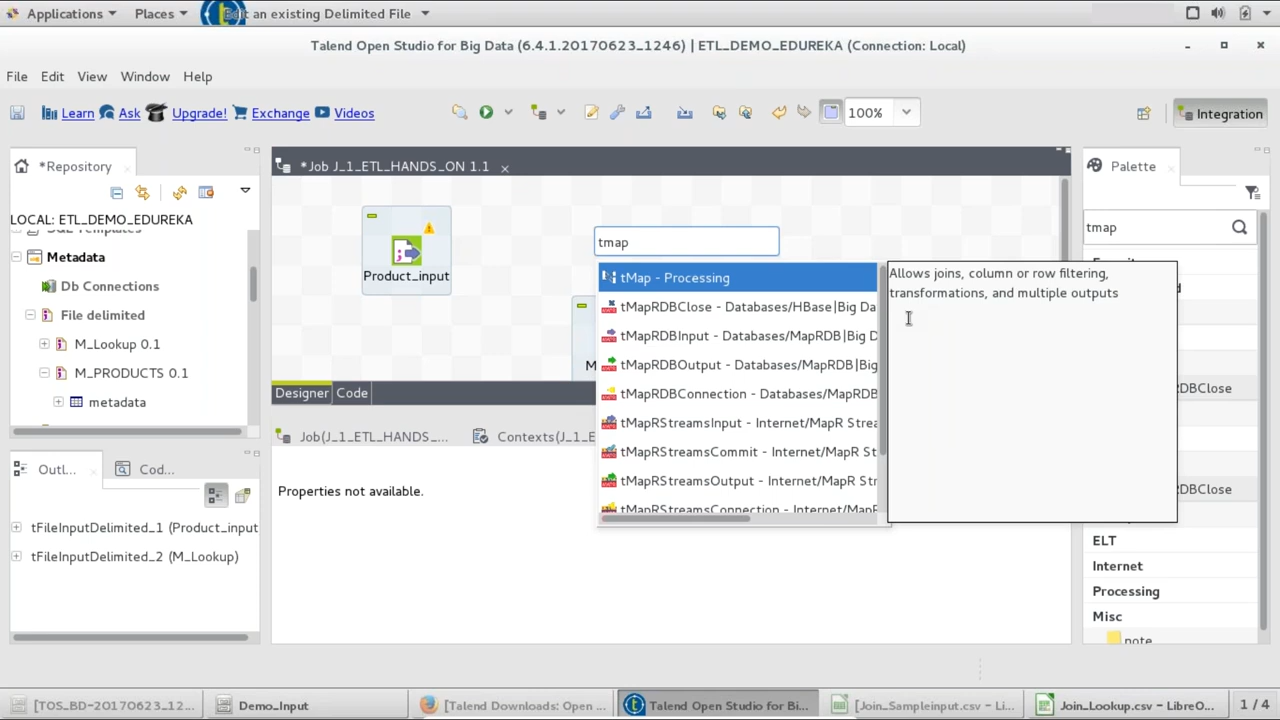 Applications
Places
Edit an existing Delimited File
Talend Open Studio for Big Data (6.4.1.20170623_1246) | ETL_DEMO_EDUREKA (Connection: Local)
File Edit View Window Help
Learn Ask Upgrade! Exchange Videos
100%
Integration
*Repository
LOCAL: ETL_DEMO_EDUREKA
Metadata
Db Connections
File delimited
M_Lookup 0.1
M_PRODUCTS 0.1
metadata
Outl...
Cod...
tFileInputDelimited_1 (Product_input
tFileInputDelimited_2 (M_Lookup)
*Job J_1_ETL_HANDS_ON 1.1
Product_input
M
Designer Code
Job(J_1_ETL_HANDS_...
Contexts(J_1_E
Properties not available.
tmap
tMap - Processing
tMapRDBClose - Databases/HBase|Big Da
tMapRDBInput - Databases/MapRDB|Big D
tMapRDBOutput - Databases/MapRDB|Big
tMapRDBConnection - Databases/MapRDB
tMapRStreamsInput - Internet/MapR Strea
tMapRStreamsCommit - Internet/MapR St
tMapRStreamsOutput - Internet/MapR Str
tMapRStreamsConnection - Internet/MapR
Allows joins, column or row filtering,
transformations, and multiple outputs
Palette
tmap
d
RDBClose
RDBClose
ELT
Internet
Processing
Misc
note
[TOS_BD-20170623_12...
Demo_Input
[Talend Downloads: Open ...
Talend Open Studio for Bi...
[Join_Sampleinput.csv - Li...
Join_Lookup.csv - LibreO...
1 / 4